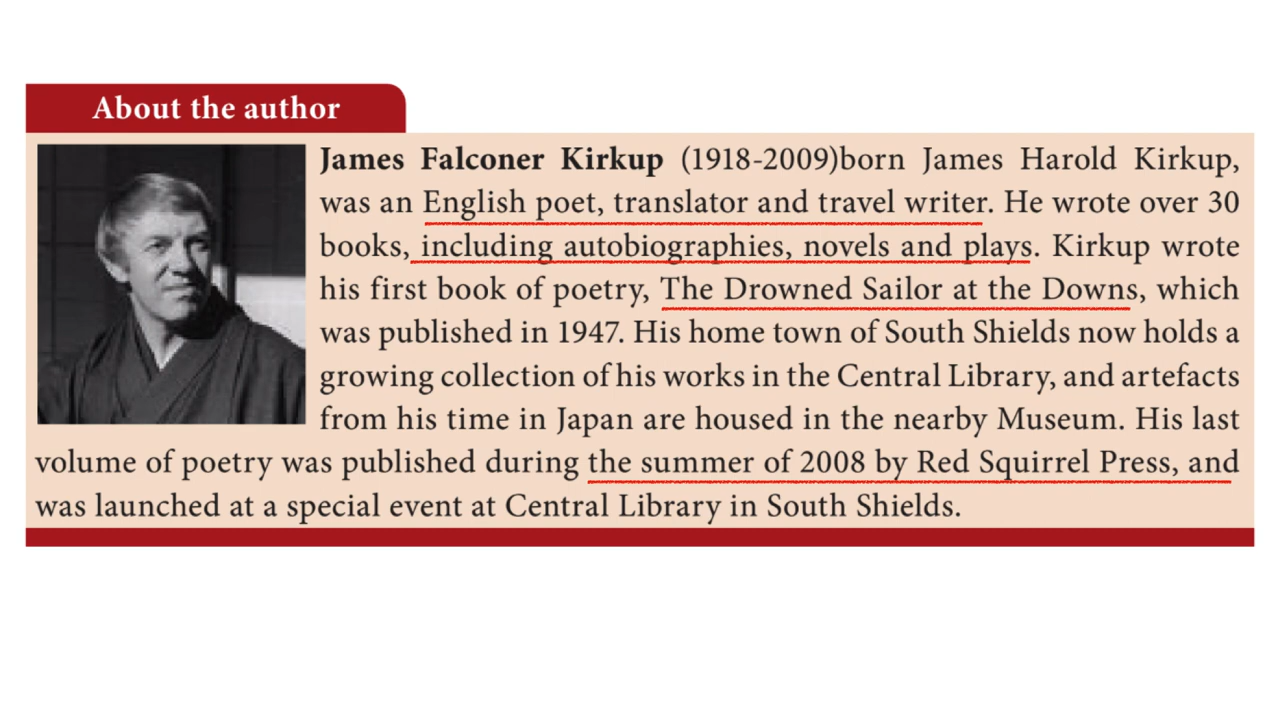 About the author
James Falconer Kirkup (1918-2009)born James Harold Kirkup,
was an English poet, translator and travel writer. He wrote over 30
books, including autobiographies, novels and plays. Kirkup wrote
his first book of poetry, The Drowned Sailor at the Downs, which
was published in 1947. His home town of South Shields now holds a
growing collection of his works in the Central Library, and artefacts
from his time in Japan are housed in the nearby Museum. His last
volume of poetry was published during the summer of 2008 by Red Squirrel Press, and
was launched at a special event at Central Library in South Shields.